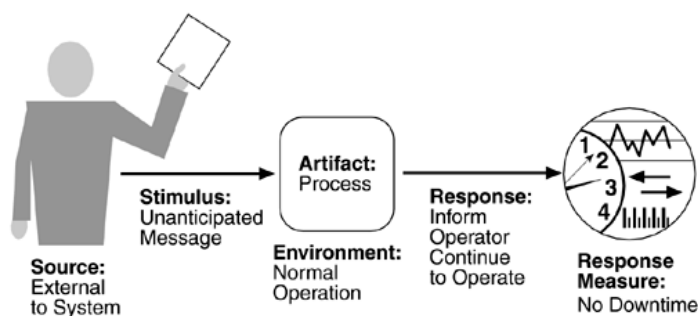 Source:
External
to System
Stimulus:
Unanticipated
Message
Artifact:
Process
Environment:
Normal
Operation
Response:
Inform
Operator
Continue
to Operate
1
2
3
4
Response
Measure:
No Downtime